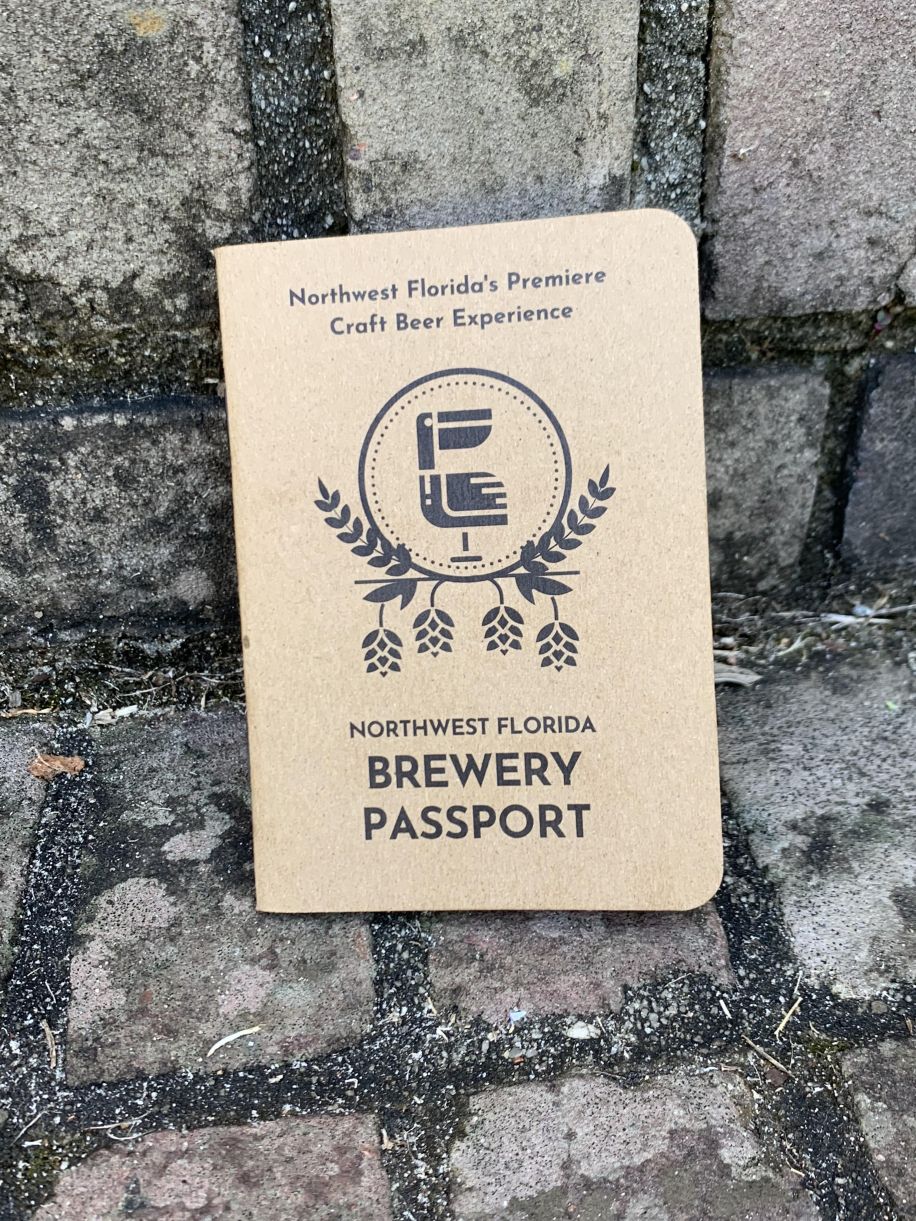 Northwest Florida's Premiere
Craft Beer Experience
NORTHWEST FLORIDA
BREWERY
PASSPORT